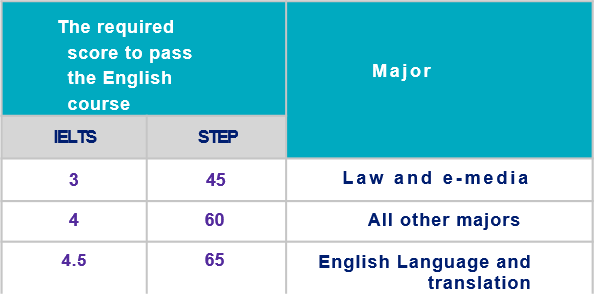 The required
score to pass
the English
course
Major
IELTS
STEP
3
45
Law and e-media
4
60
All other majors
4.5
65
English Language and
translation